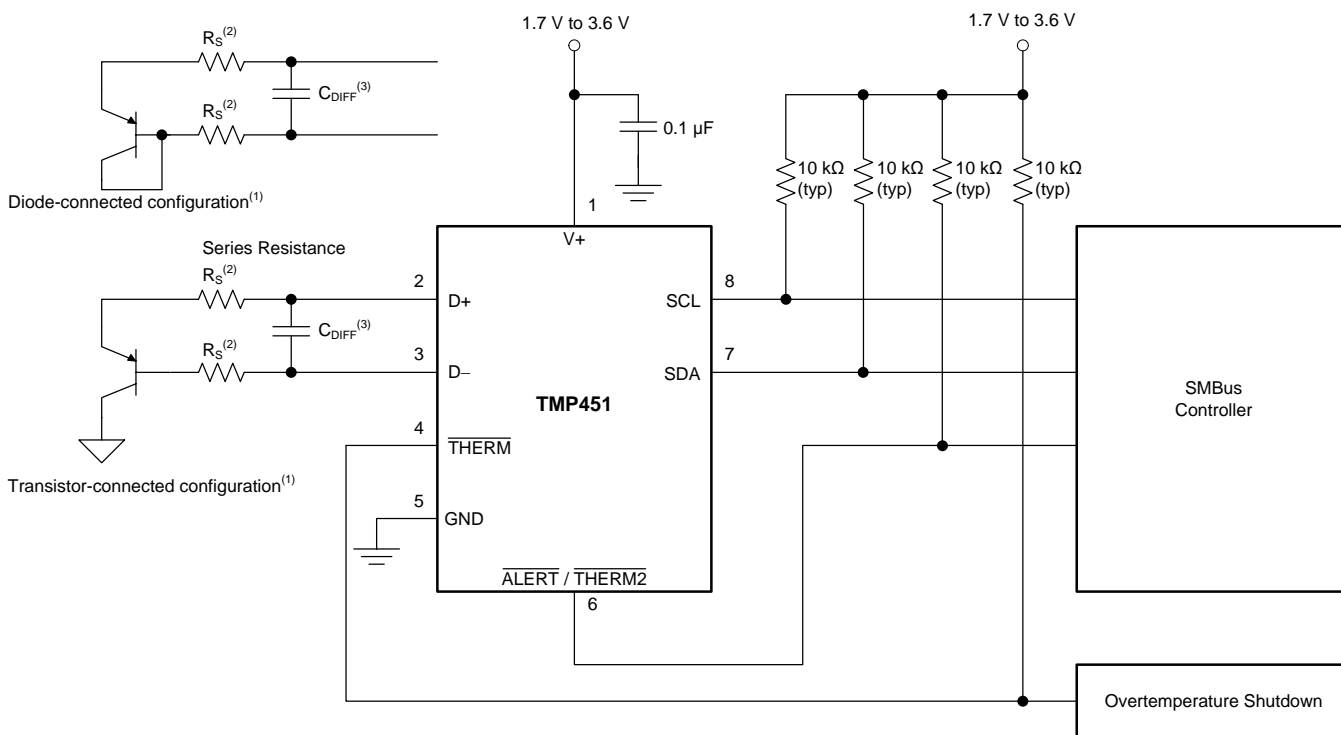 1.7 V to 3.6 V
1.7 V to 3.6 V
RS(2)
CDIFF(3)
RS(2)
0.1 µF
10 kΩ
(typ)
10 kΩ
(typ)
10 kΩ
(typ)
10 kΩ
(typ)
Diode-connected configuration(1)
1
V+
Series Resistance
RS(2)
2
D+
SCL
8
CDIFF(3)
RS(2)
3
D−
SDA
7
TMP451
SMBus
Controller
4
THERM
Transistor-connected configuration(1)
5
GND
ALERT / THERM2
6
Overtemperature Shutdown